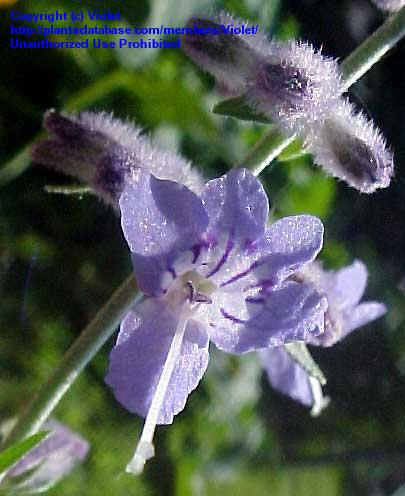 Copyright (c) Violet
http://plantsdatabase.com/members/Violet/
Unauthorized Use Prohibited